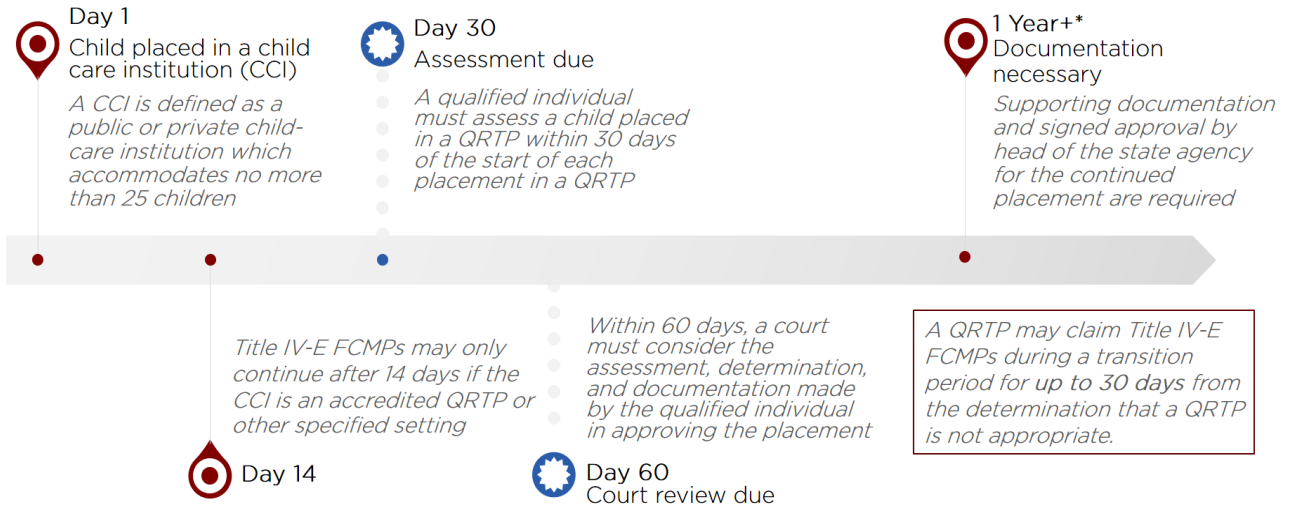 Day 1
Child placed in a child
care institution (CCI)
A CCI is defined as a
public or private child-
care institution which
accommodates no more
than 25 children
Day 30
Assessment due
A qualified individual
must assess a child placed
in a QRTP within 30 days
of the start of each
placement in a QRTP
1 Year+*
Documentation
necessary
Supporting documentation
and signed approval by
head of the state agency
for the continued
placement are required
Title IV-E FCMPs may only
continue after 14 days if the
CCI is an accredited QRTP or
other specified setting
Day 14
Within 60 days, a court
must consider the
assessment, determination,
and documentation made
by the qualified individual
in approving the placement
Day 60
Court review due
A QRTP may claim Title IV-E
FCMPs during a transition
period for up to 30 days from
the determination that a QRTP
is not appropriate.